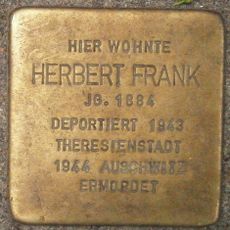 HIER WOHNTE
HERBERT FRANK
JG. 1884
DEPORTIERT 1943
THERESIENSTADT
1944 AUSCHWITZ
ERMORDET